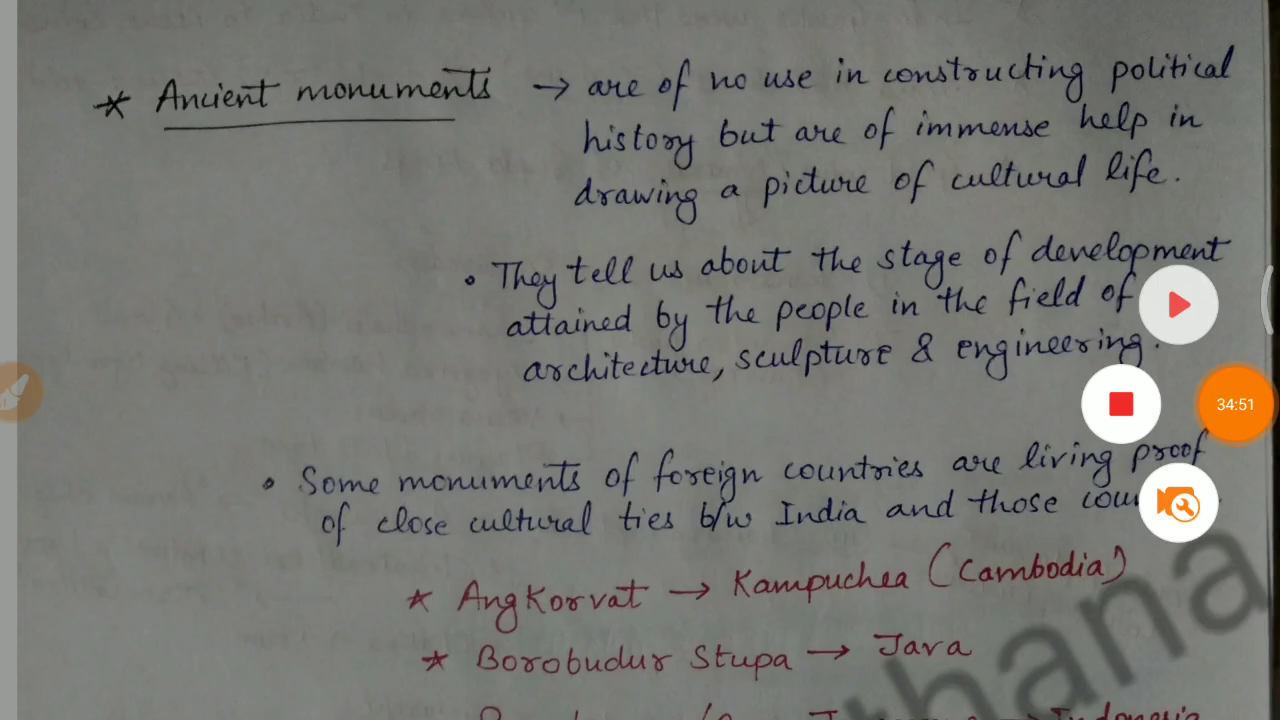 * Ancient monuments → are of no use in constructing political
history but are of immense help in
drawing a picture of cultural life.
• They tell us about the stage of development
attained by the people in the field of
architecture, sculpture & engineering.
34:51
• Some monuments of foreign countries are living proof
of close cultural ties b/w India and those
* Angkorvat → Kampuchea (Cambodia)
* Borobudur Stupa → Java
→ Indonesia